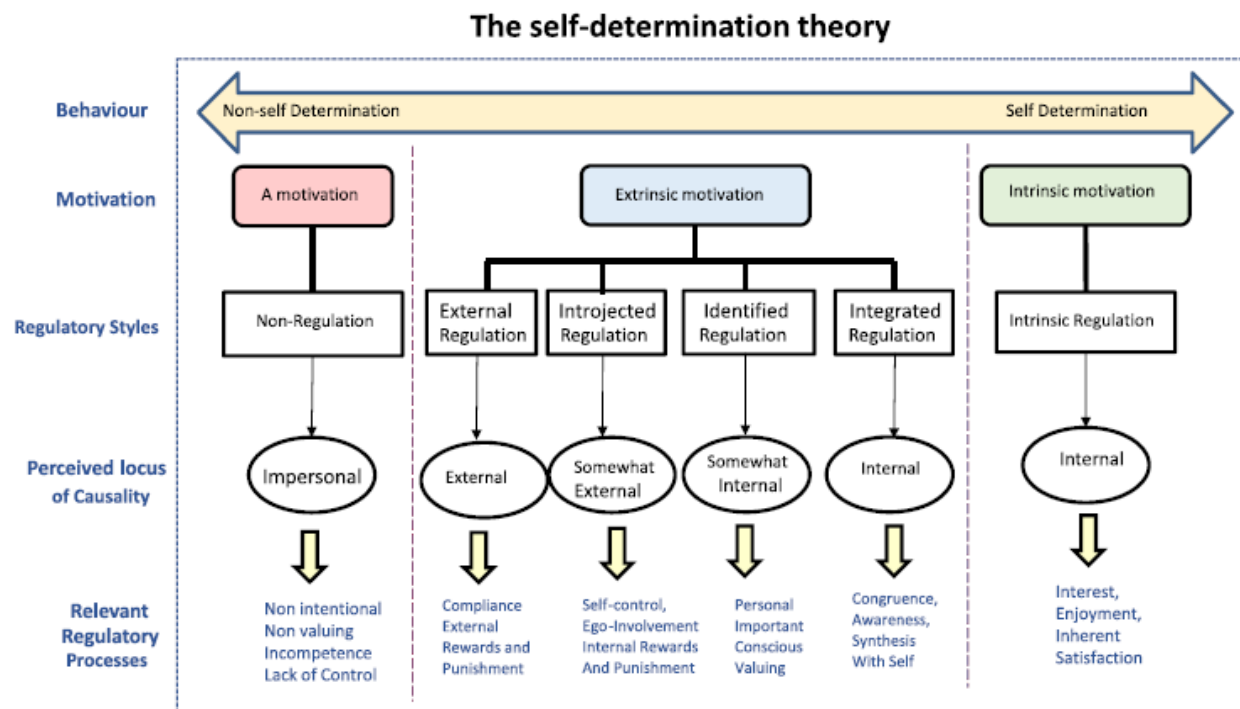 The self-determination theory
Behaviour
Non-self Determination
Self Determination
Motivation
A motivation
Extrinsic motivation
Intrinsic motivation
Regulatory Styles
Non-Regulation
External
Regulation
Introjected
Regulation
Identified
Regulation
Integrated
Regulation
Intrinsic Regulation
Perceived locus
of Causality
Impersonal
External
Somewhat
External
Somewhat
Internal
Internal
Internal
Relevant
Regulatory
Processes
Non intentional
Non valuing
Incompetence
Lack of Control
Compliance
External
Rewards and
Punishment
Self-control,
Ego-Involvement
Internal Rewards
And Punishment
Personal
Important
Conscious
Valuing
Congruence,
Awareness,
Synthesis
With Self
Interest,
Enjoyment,
Inherent
Satisfaction